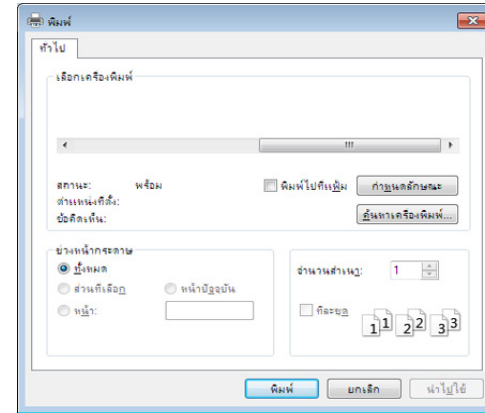 พิมพ์
ทั่วไป
เลือกเครื่องพิมพ์
สถานะ: พร้อม
ตำแหน่งที่ตั้ง:
ข้อคิดเห็น:
พิมพ์ไปที่แฟ้ม
กำหนดลักษณะ
ค้นหาเครื่องพิมพ์...
ช่วงหน้ากระดาษ
ทั้งหมด
ส่วนที่เลือก
หน้าปัจจุบัน
หน้า:
จำนวนสำเนา: 1
ทีละชุด
1 1 2 2 3 3
พิมพ์
ยกเลิก
นำไปใช้